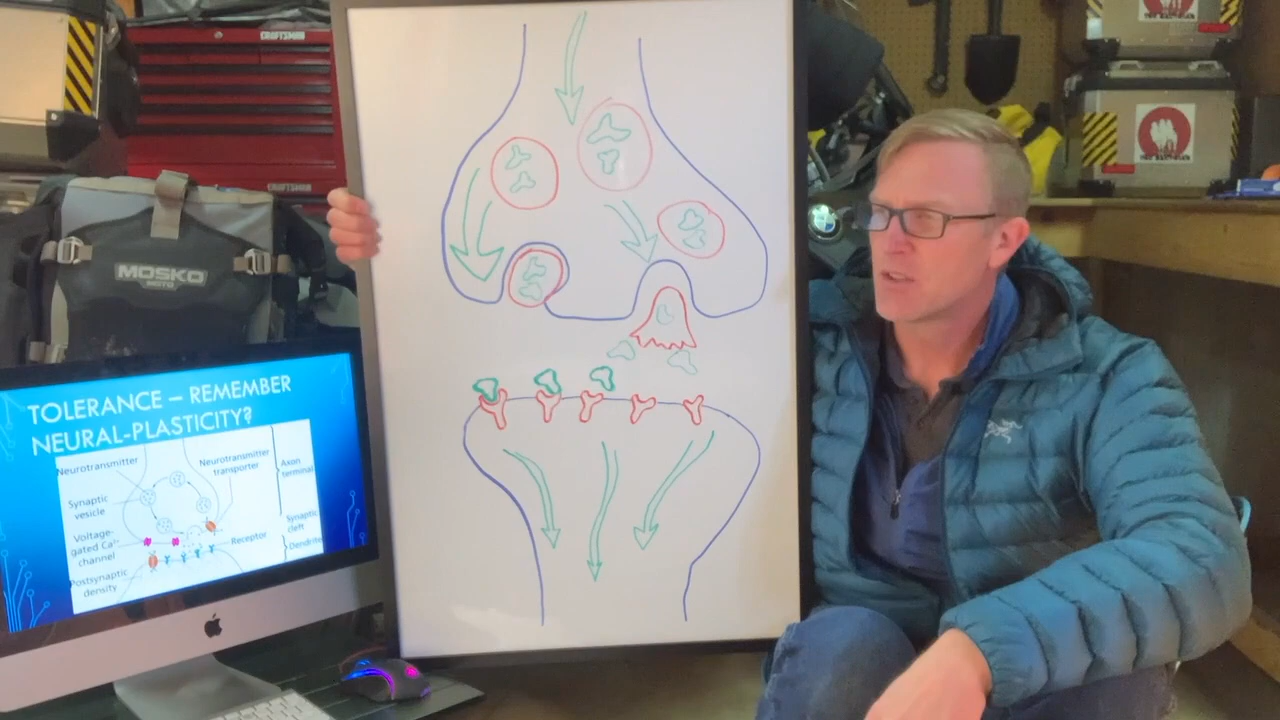 CRAFTSMAN
CRAFTSMAN
MOSKO
MOTO
TOLERANCE – REMEMBER
NEURAL-PLASTICITY?
Neurotransmitter
Neurotransmitter
transporter
Axon
terminal
Synaptic
vesicle
Voltage-
gated Ca²⁺
channel
Receptor
Synaptic
cleft
Dendrite
Postsynaptic
density